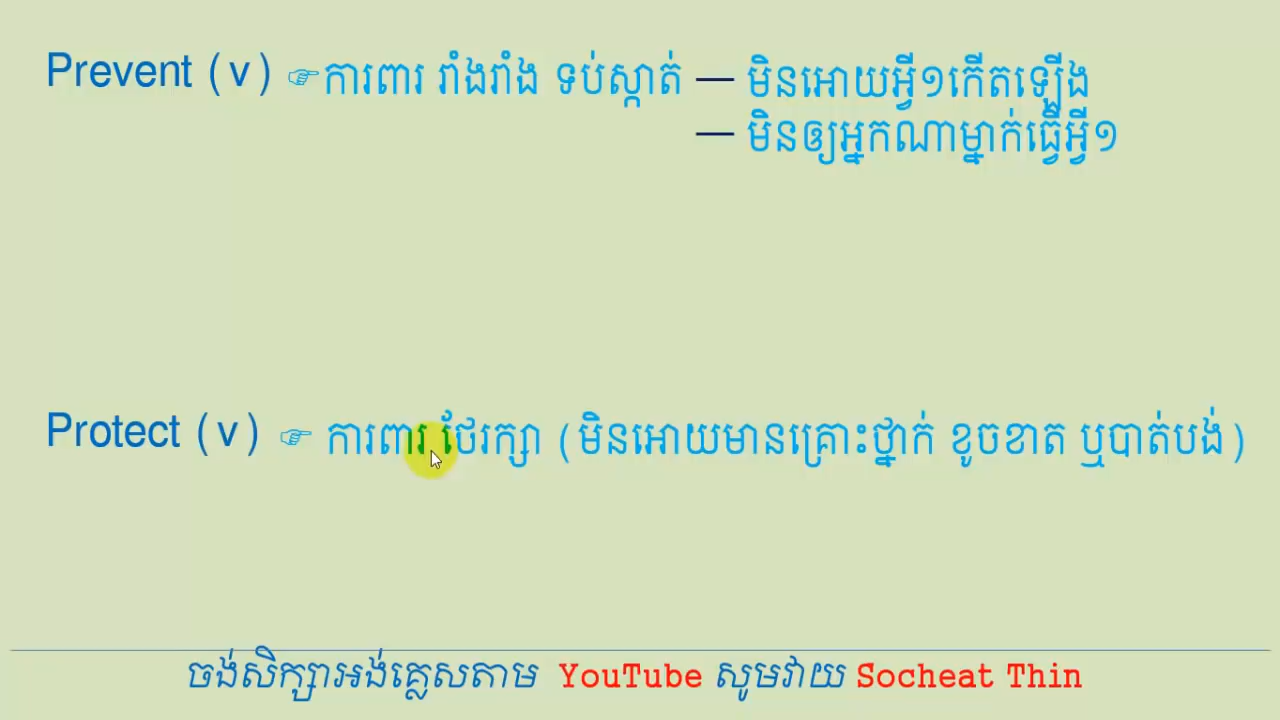 Prevent (v) ☞ការពារ រាំងរាំង ទប់ស្កាត់ — មិនអោយអ្វី១កើតឡើង
— មិនឲ្យអ្នកណាម្នាក់ធ្វើអ្វី១
Protect (v) ☞ ការពារ ថែរក្សា (មិនអោយមានគ្រោះថ្នាក់ ខូចខាត ឬបាត់បង់)
ចង់សិក្សាអង់គ្លេសតាម YouTube សូមវាយ Socheat Thin